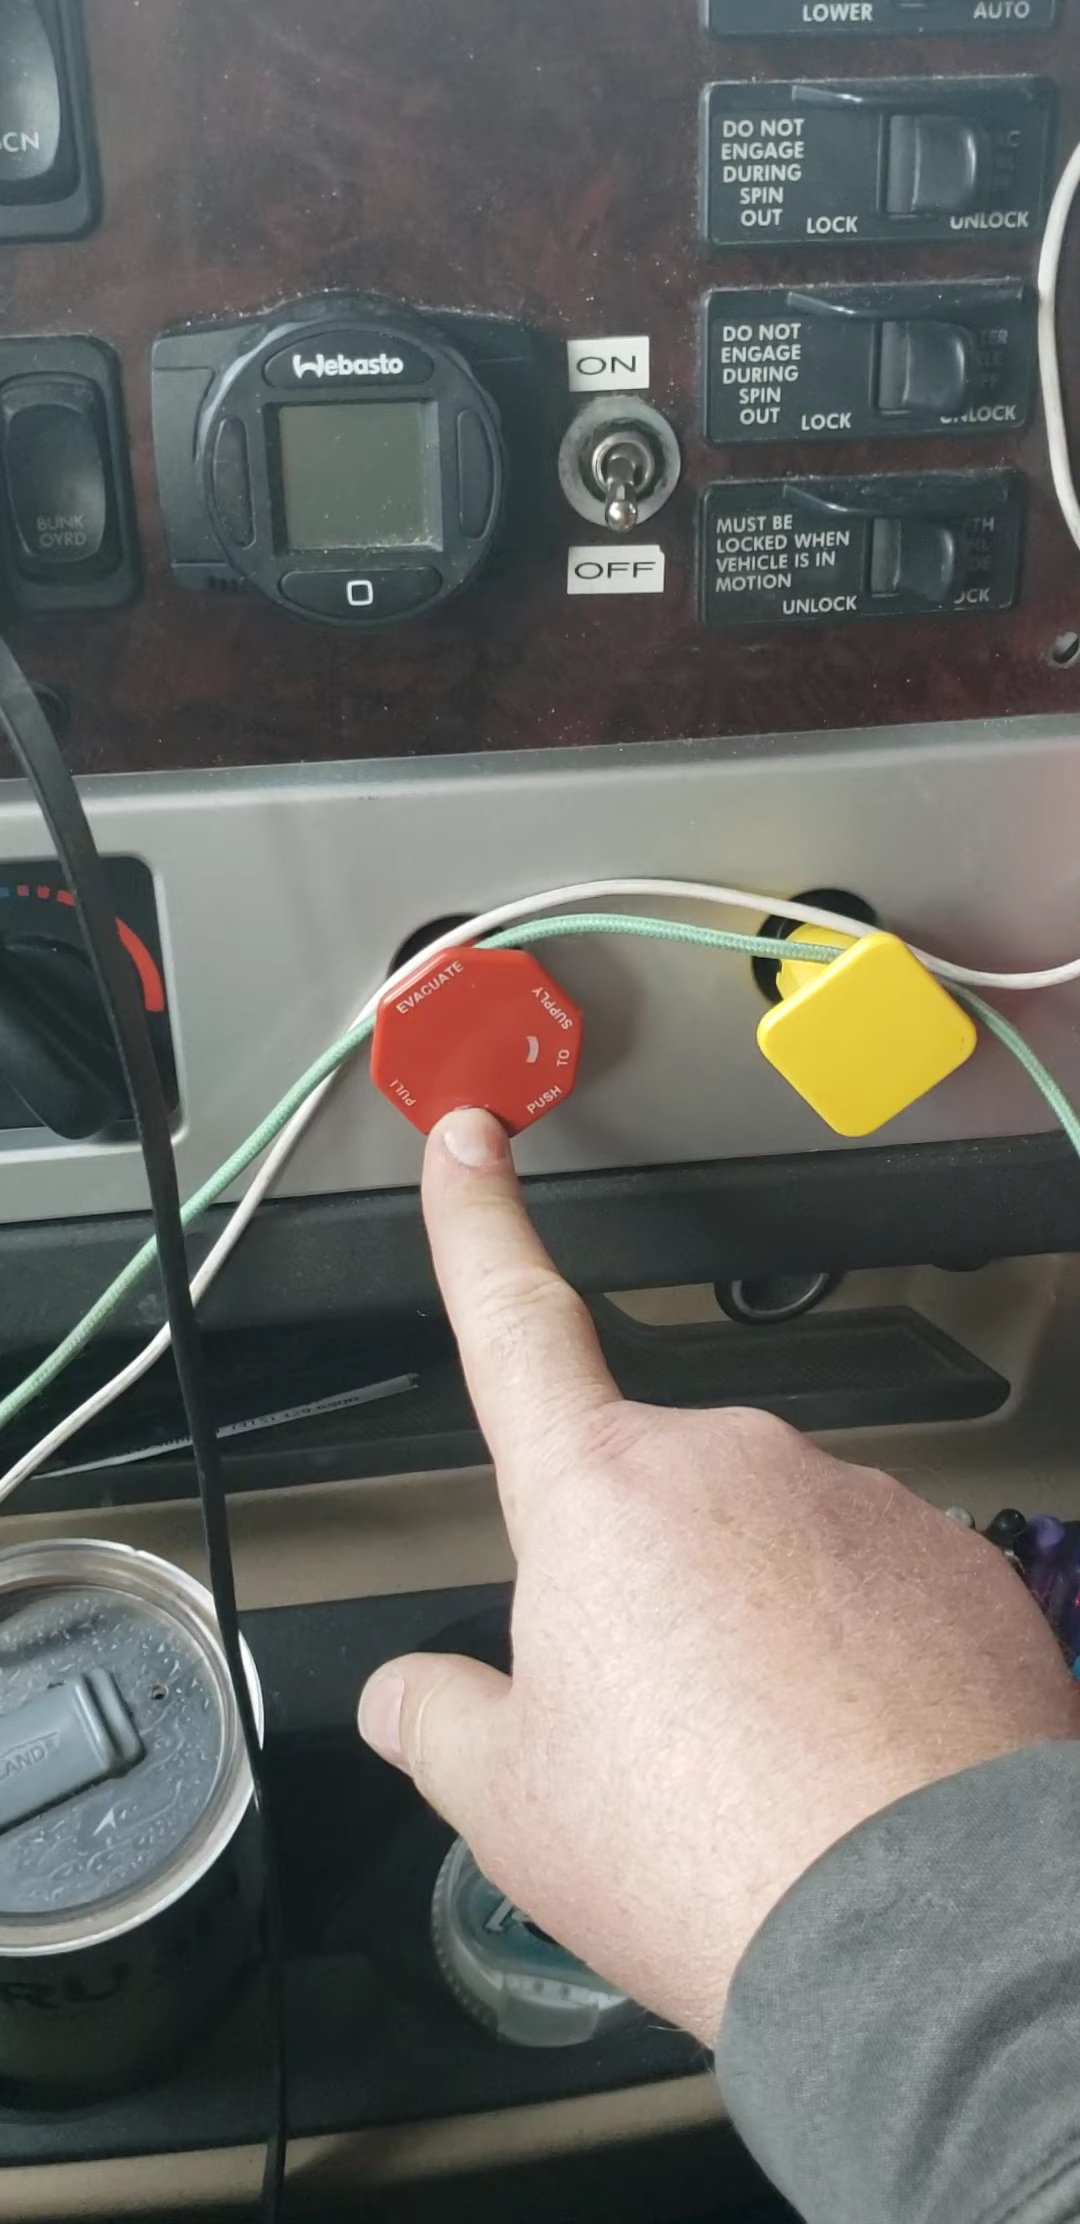 LOWER
AUTO
DO NOT
ENGAGE
DURING
SPIN
OUT
LOCK
UNLOCK
Webasto
ON
DO NOT
ENGAGE
DURING
SPIN
OUT
LOCK
UNLOCK
BUNK
OVRD
MUST BE
LOCKED WHEN
VEHICLE IS IN
MOTION
UNLOCK
OFF
EVACUATE
SUPPLY
TO
PUSH